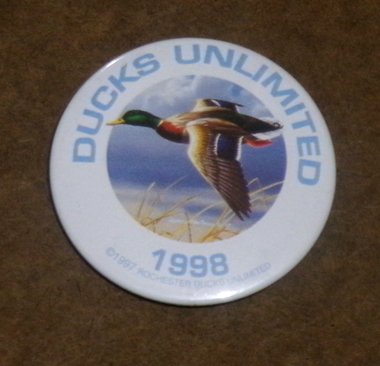 DUCKS UNLIMITED
1998
©1997 ROCHESTER DUCKS UNLIMITED